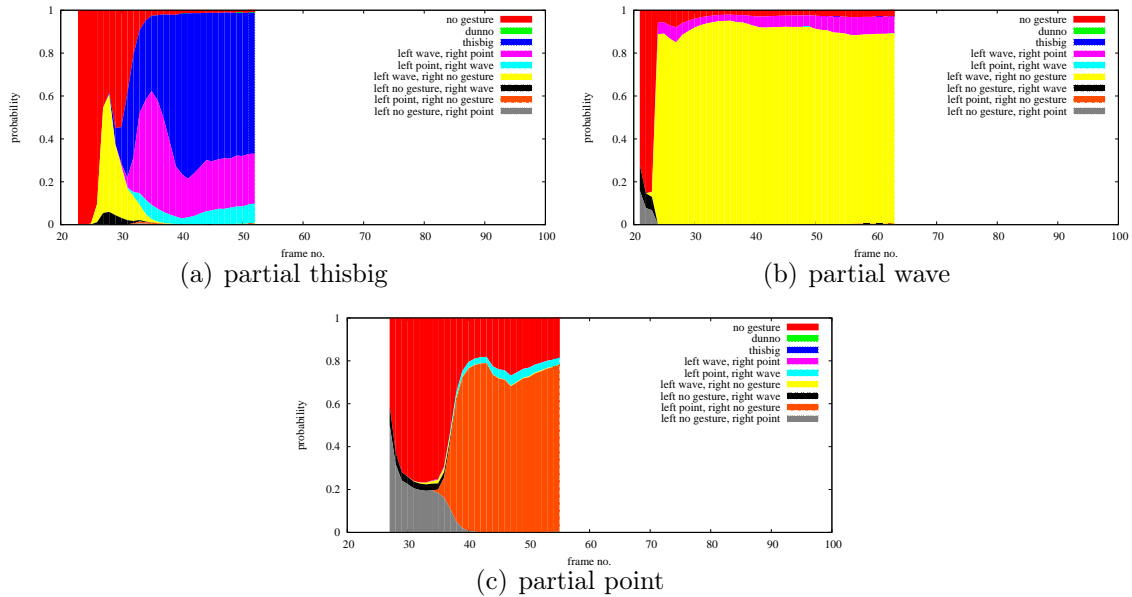 1
0.8
0.6
0.4
0.2
0
probability
20 30 40 50 60 70 80 90 100
frame no.
no gesture
dunno
thisbig
left wave, right point
left point, right wave
left wave, right no gesture
left no gesture, right wave
left point, right no gesture
left no gesture, right point
(a) partial thisbig
1
0.8
0.6
0.4
0.2
0
probability
20 30 40 50 60 70 80 90 100
frame no.
no gesture
dunno
thisbig
left wave, right point
left point, right wave
left wave, right no gesture
left no gesture, right wave
left point, right no gesture
left no gesture, right point
(b) partial wave
1
0.8
0.6
0.4
0.2
0
probability
20 30 40 50 60 70 80 90 100
frame no.
no gesture
dunno
thisbig
left wave, right point
left point, right wave
left wave, right no gesture
left no gesture, right wave
left point, right no gesture
left no gesture, right point
(c) partial point